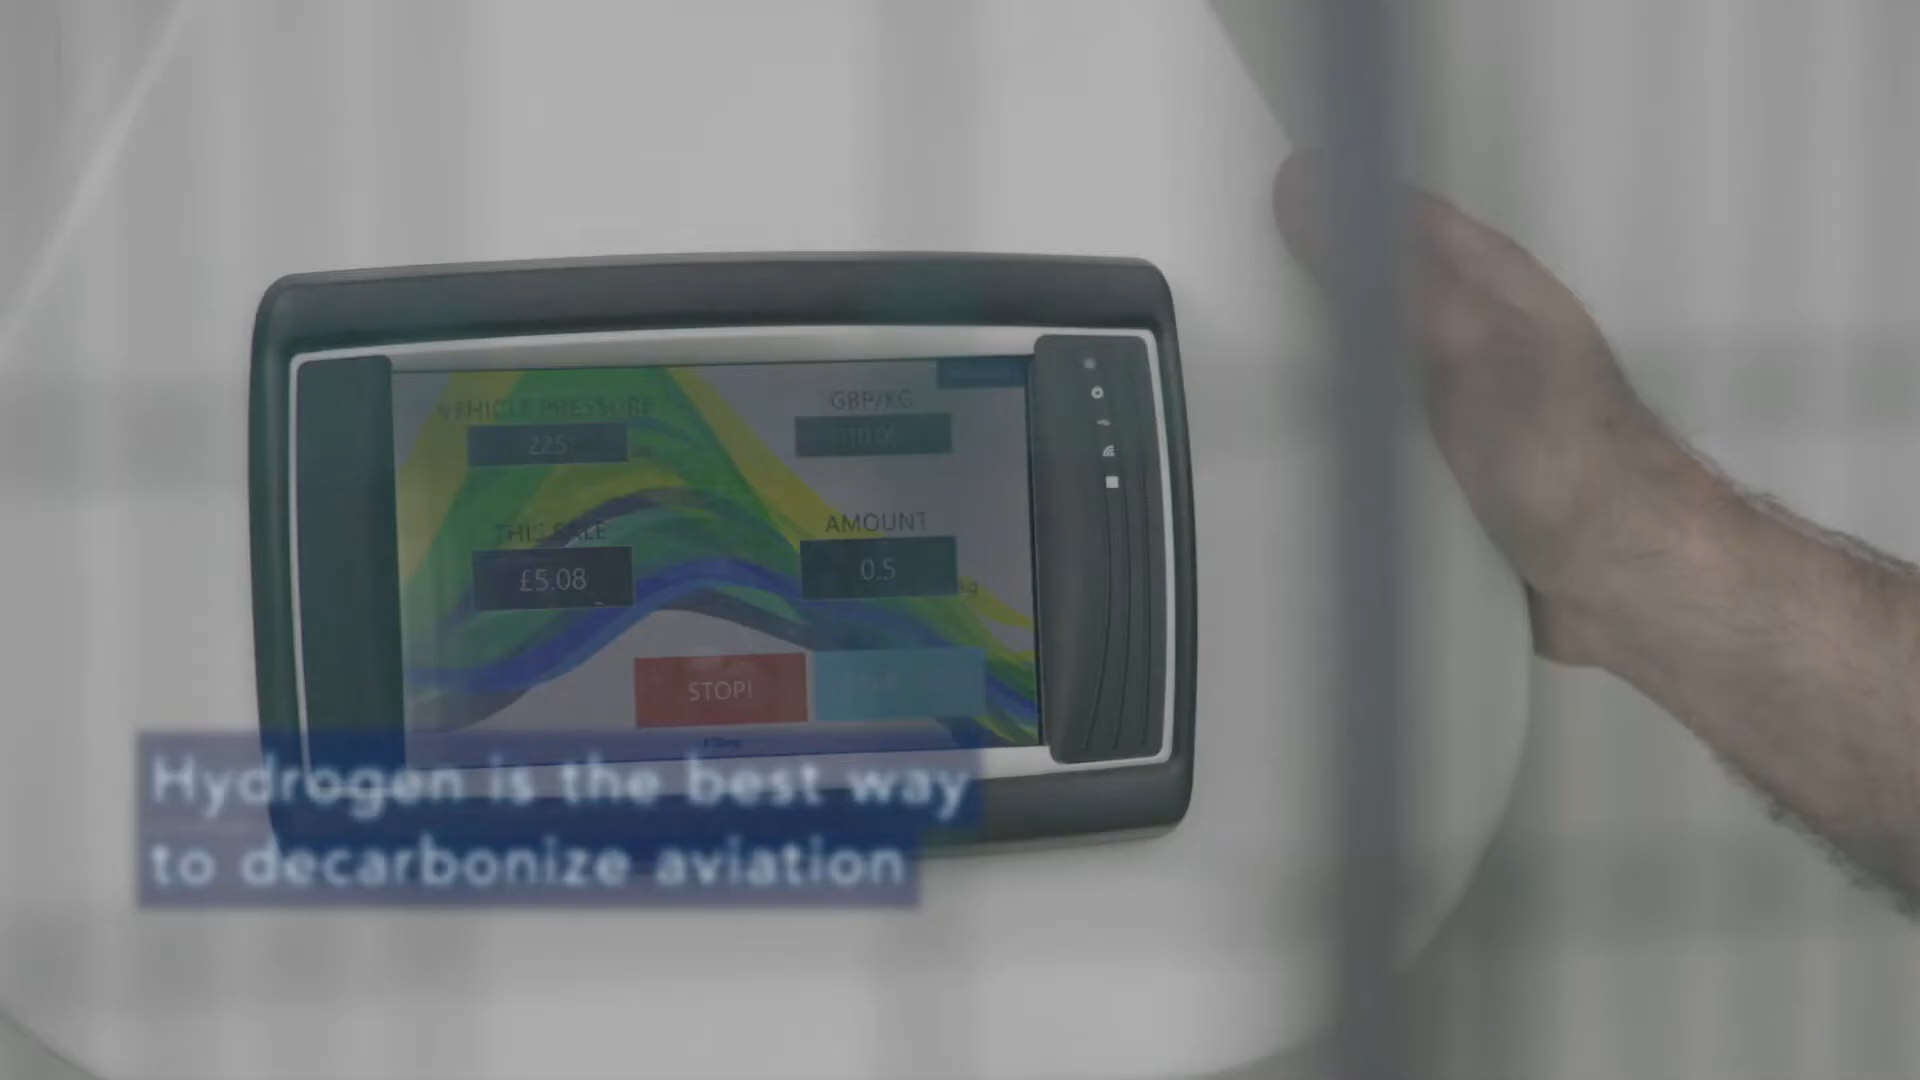 VEHICLE PRESSURE
GBP/KG
225
THIS SALE
AMOUNT
£5.08
0.5
kg
STOP!
Hydrogen is the best way
to decarbonize aviation